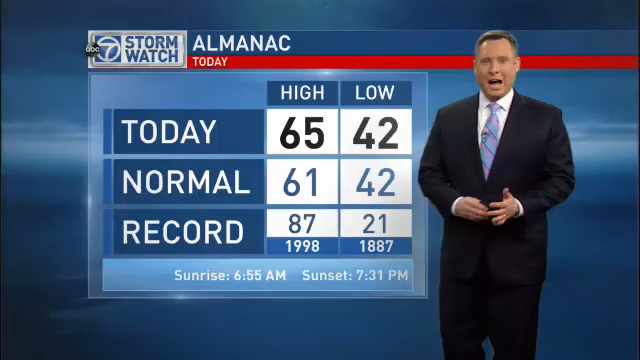 abc 7 STORM WATCH
ALMANAC
TODAY
HIGH LOW
TODAY 65 42
NORMAL 61 42
RECORD 87 21
1998 1887
Sunrise: 6:55 AM Sunset: 7:31 PM